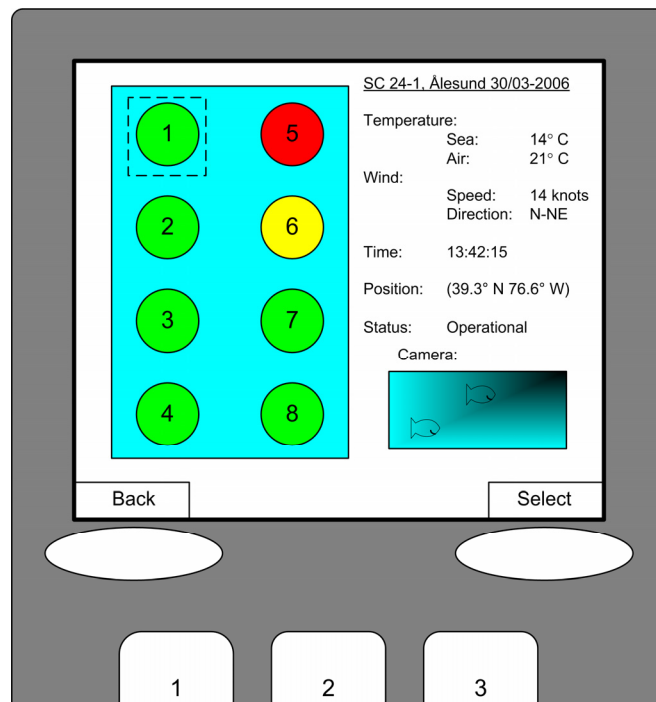 1
5
2
6
3
7
4
8
SC 24-1, Ålesund 30/03-2006
Temperature:
Sea: 14° C
Air: 21° C
Wind:
Speed: 14 knots
Direction: N-NE
Time: 13:42:15
Position: (39.3° N 76.6° W)
Status: Operational
Camera:
Back
Select
1
2
3